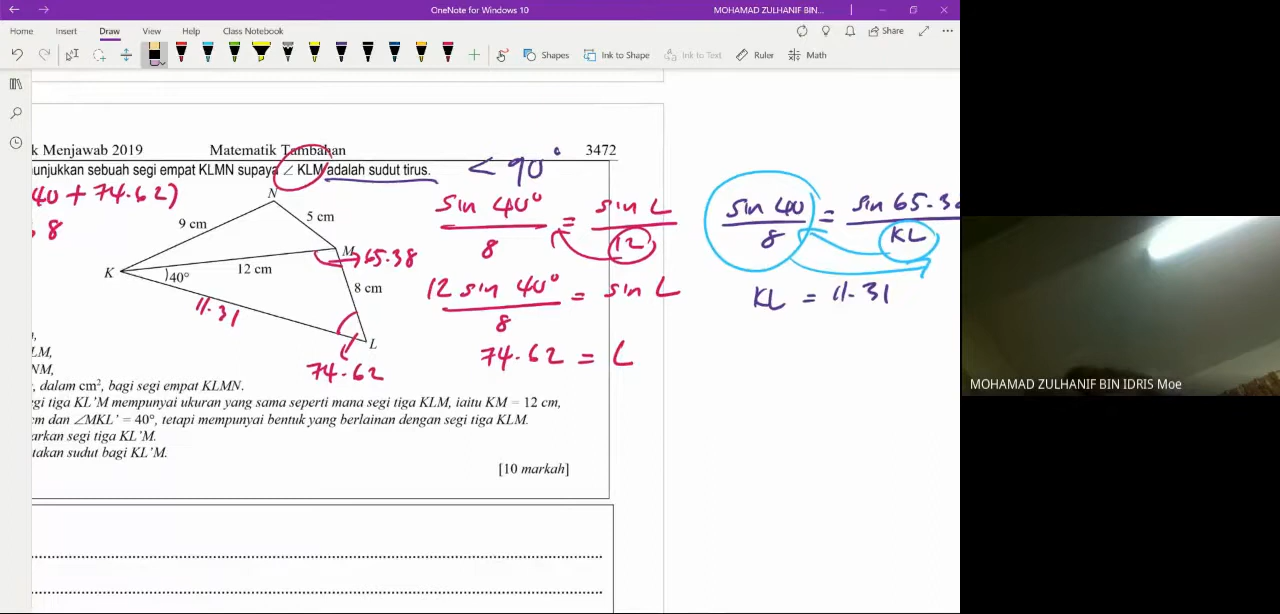 OneNote for Windows 10
MOHAMAD ZULHANIF BIN...
Home Insert Draw View Help Class Notebook
Share
Shapes Ink to Shape Ink to Text Ruler Math
k Menjawab 2019 Matematik Tambahan 3472
unjukkan sebuah segi empat KLMN supaya ∠ KLM adalah sudut tirus.
< 90°
40 + 74.62)
8
N
9 cm
5 cm
M
65.38
K
40°
12 cm
8 cm
11.31
L
74.62
sin 40° / 8 = sin L / 12
12 sin 40° / 8 = sin L
74.62 = L
sin 40 / 8 = sin 65.3 / KL
KL = 11.31
LM,
NM,
, dalam cm², bagi segi empat KLMN.
gi tiga KL'M mempunyai ukuran yang sama seperti mana segi tiga KLM, iaitu KM = 12 cm,
cm dan ∠MKL' = 40°, tetapi mempunyai bentuk yang berlainan dengan segi tiga KLM.
arkan segi tiga KL'M.
takan sudut bagi KL'M.
[10 markah]
MOHAMAD ZULHANIF BIN IDRIS Moe